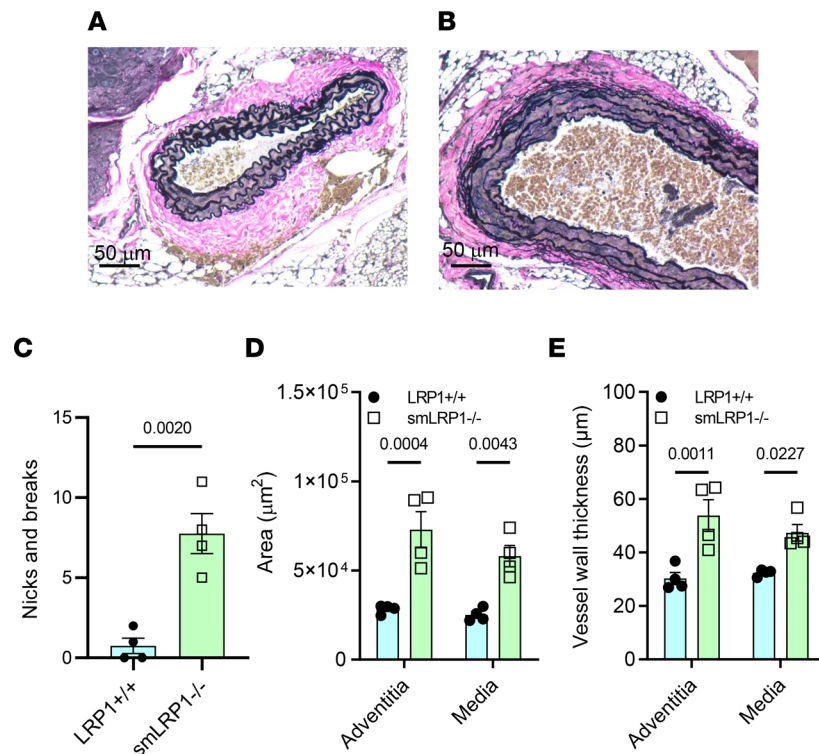 A
B
50 μm
50 μm
C
D
E
Nicks and breaks
15
10
5
0
0.0020
LRP1+/+
smLRP1-/-
Area (μm²)
1.5×10⁵
1×10⁵
5×10⁴
0
LRP1+/+
smLRP1-/-
0.0004
0.0043
Adventitia
Media
Vessel wall thickness (μm)
100
80
60
40
20
0
LRP1+/+
smLRP1-/-
0.0011
0.0227
Adventitia
Media